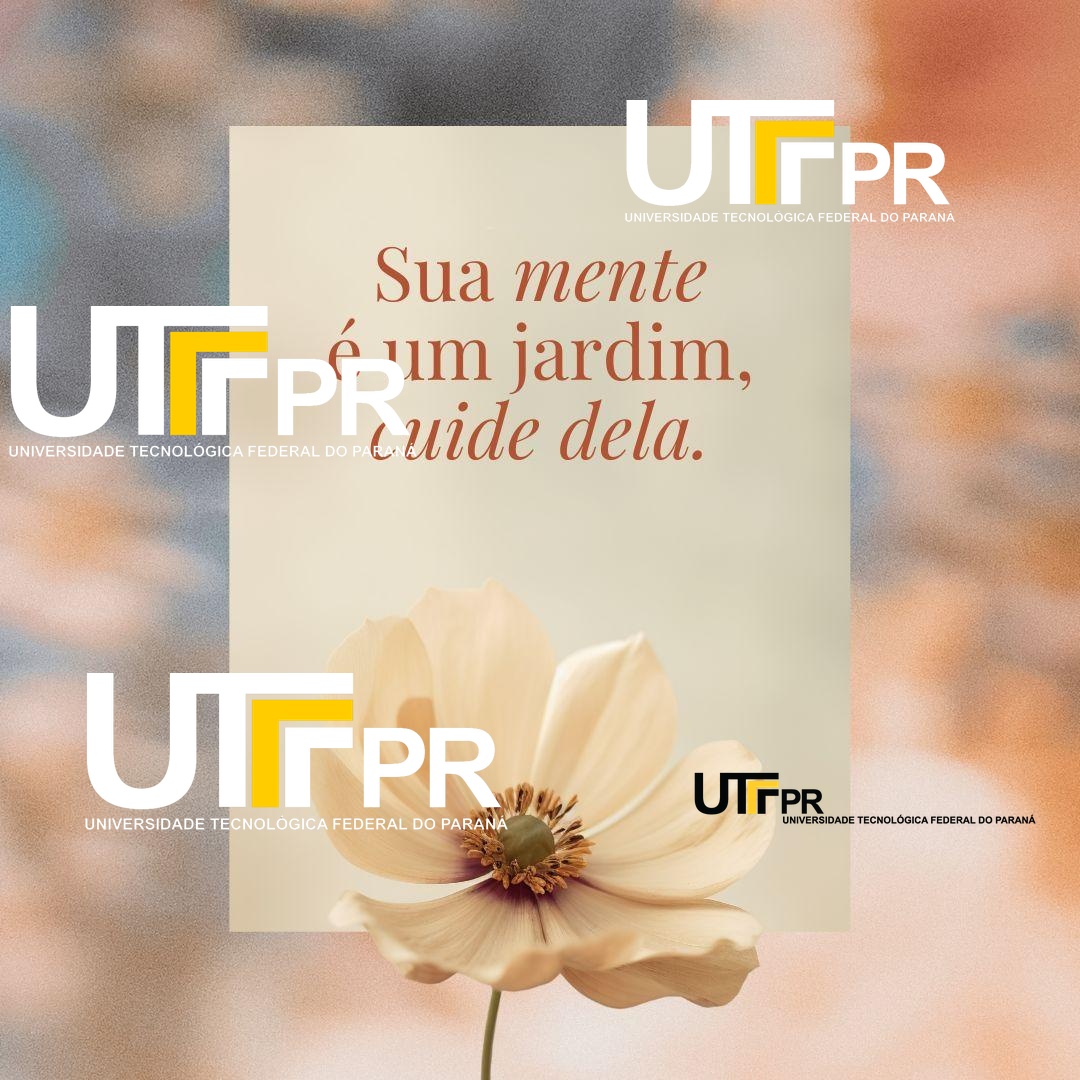 UTFPR
UNIVERSIDADE TECNOLÓGICA FEDERAL DO PARANÁ
Sua mente
é um jardim,
cuide dela.
UTFPR
UNIVERSIDADE TECNOLÓGICA FEDERAL DO PARANÁ
UTFPR
UNIVERSIDADE TECNOLÓGICA FEDERAL DO PARANÁ
UTFPR
UNIVERSIDADE TECNOLÓGICA FEDERAL DO PARANÁ